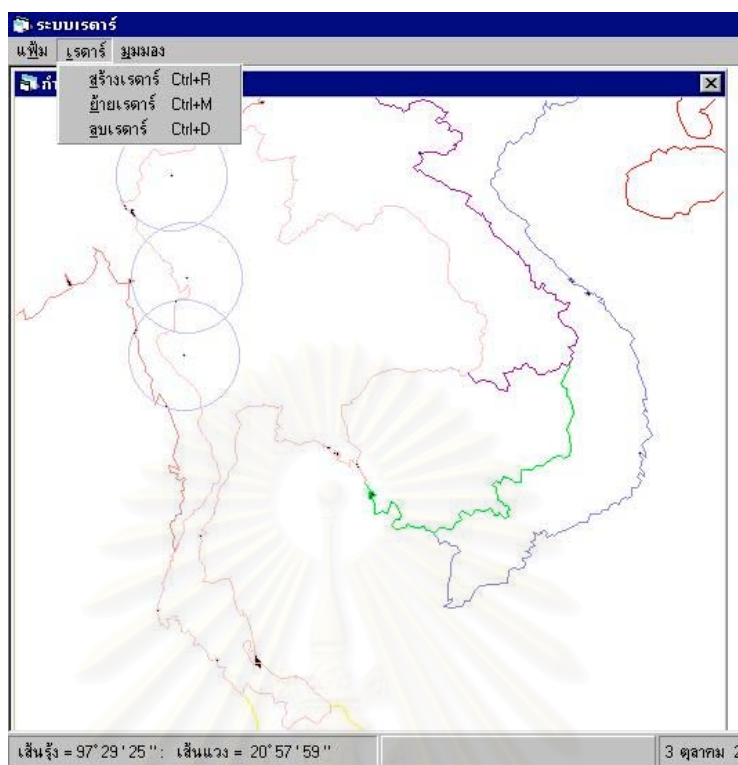 ระบบเรดาร์
แฟ้ม เรดาร์ มุมมอง
สร้างเรดาร์ Ctrl+R
ย้ายเรดาร์ Ctrl+M
ลบเรดาร์ Ctrl+D
เส้นรุ้ง = 97°29'25": เส้นแวง = 20°57'59"
3 ตุลาคม 2